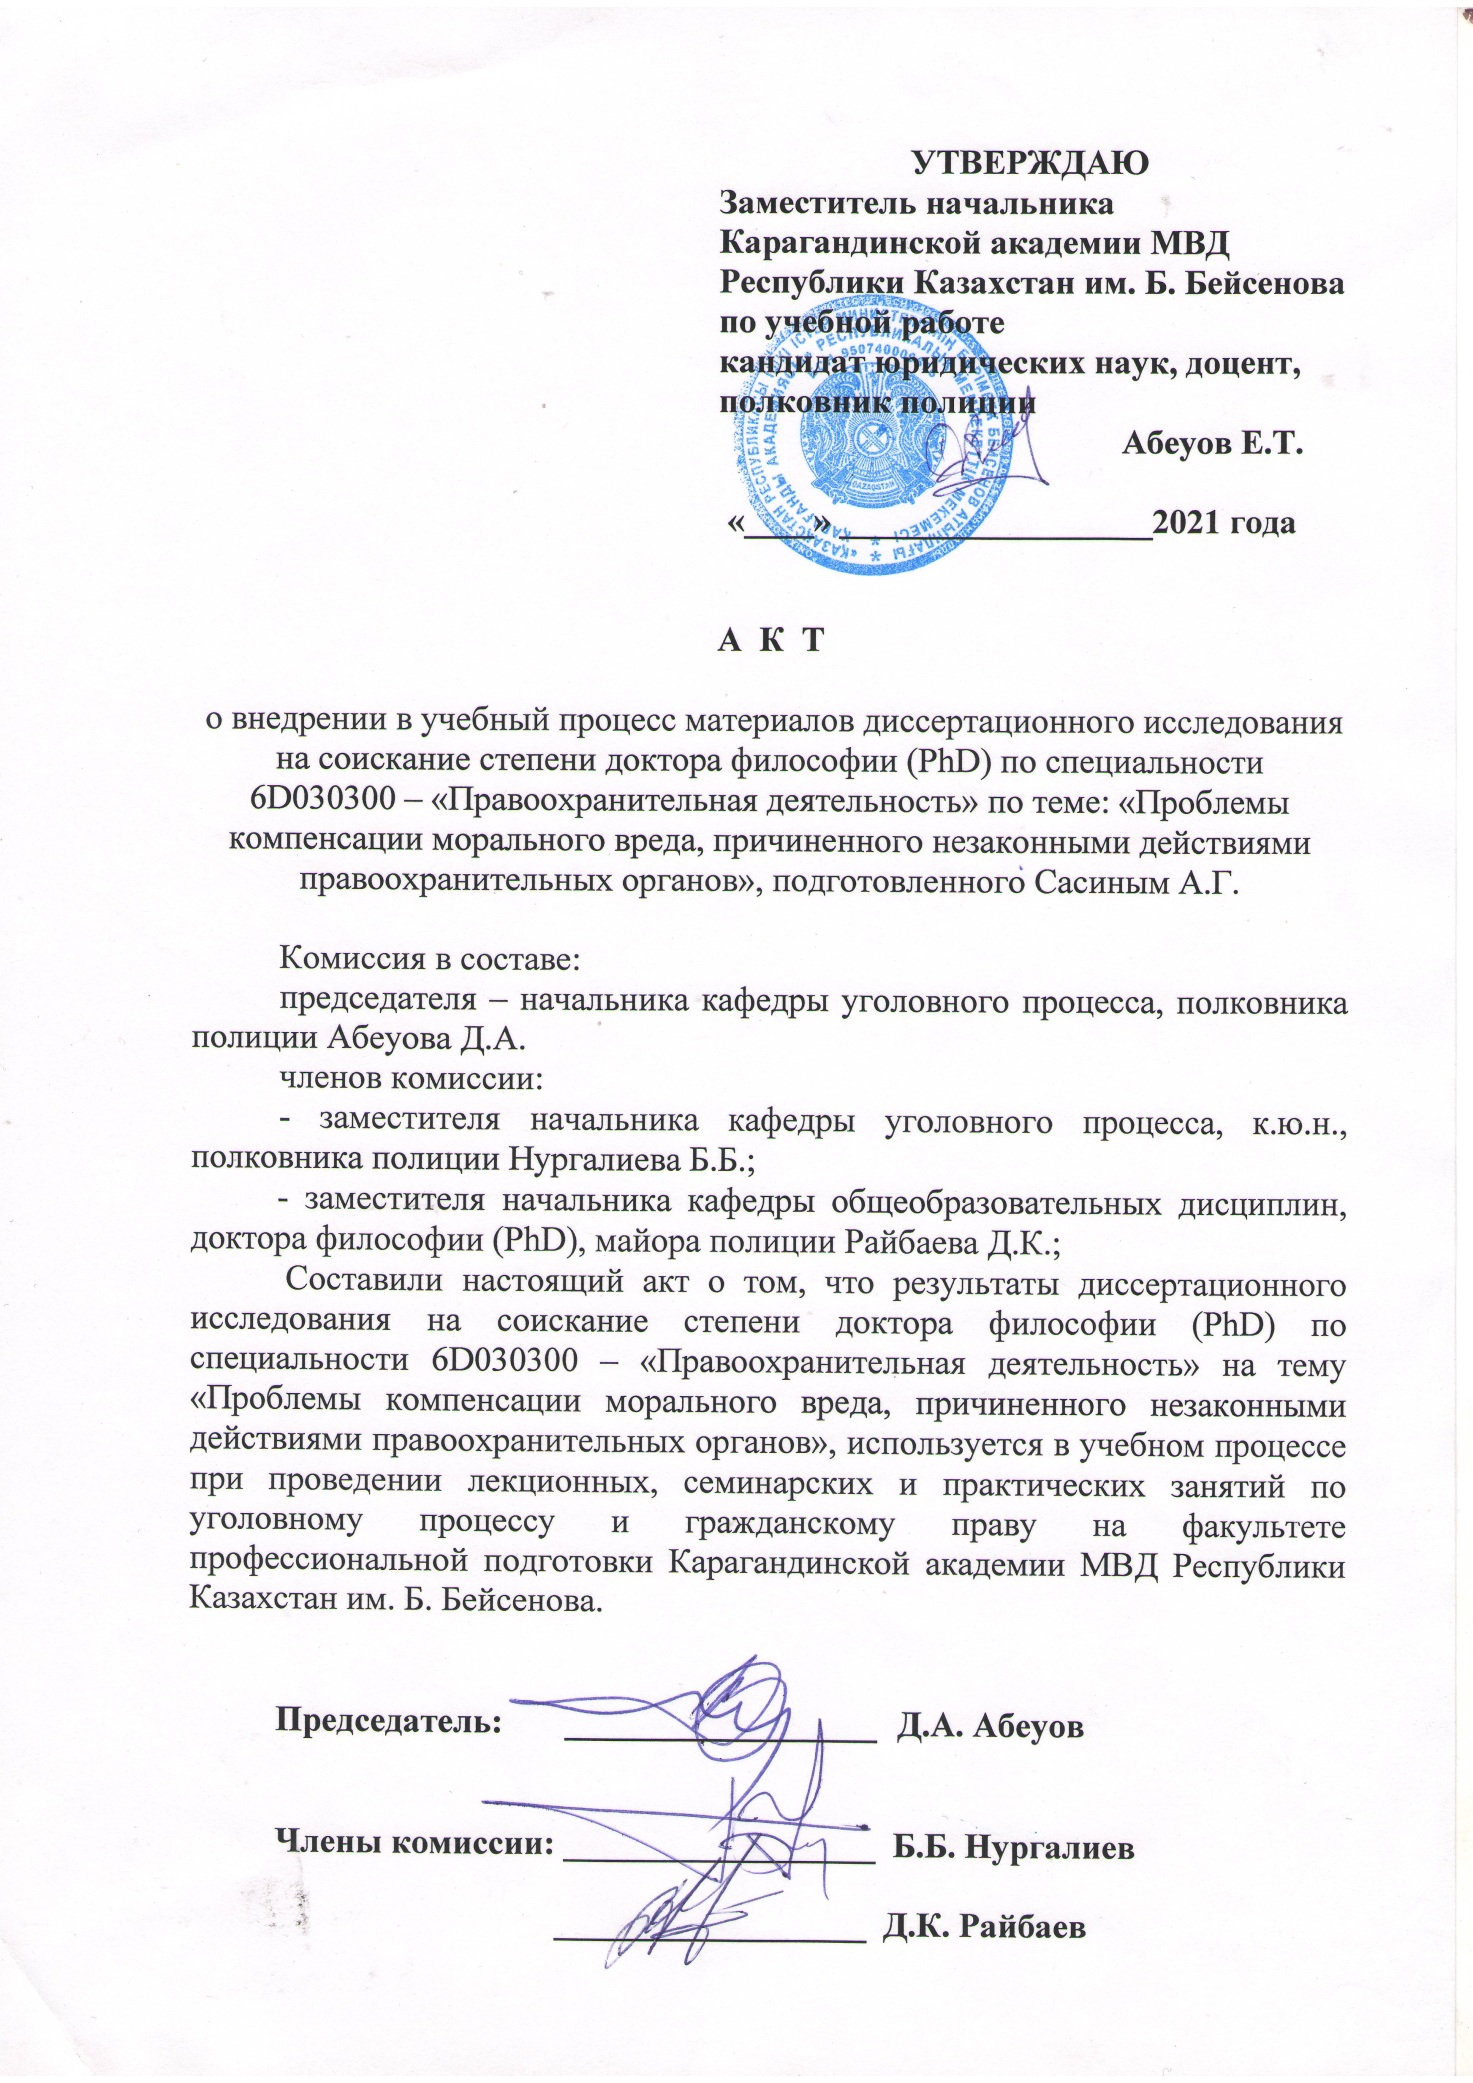 УТВЕРЖДАЮ
Заместитель начальника
Карагандинской академии МВД
Республики Казахстан им. Б. Бейсенова
по учебной работе
кандидат юридических наук, доцент,
полковник полиции
Абеуов Е.Т.
«____»__________________2021 года
А К Т
о внедрении в учебный процесс материалов диссертационного исследования
на соискание степени доктора философии (PhD) по специальности
6D030300 – «Правоохранительная деятельность» по теме: «Проблемы
компенсации морального вреда, причиненного незаконными действиями
правоохранительных органов», подготовленного Сасиным А.Г.
Комиссия в составе:
председателя – начальника кафедры уголовного процесса, полковника
полиции Абеуова Д.А.
членов комиссии:
- заместителя начальника кафедры уголовного процесса, к.ю.н.,
полковника полиции Нургалиева Б.Б.;
- заместителя начальника кафедры общеобразовательных дисциплин,
доктора философии (PhD), майора полиции Райбаева Д.К.;
Составили настоящий акт о том, что результаты диссертационного
исследования на соискание степени доктора философии (PhD) по
специальности 6D030300 – «Правоохранительная деятельность» на тему
«Проблемы компенсации морального вреда, причиненного незаконными
действиями правоохранительных органов», используется в учебном процессе
при проведении лекционных, семинарских и практических занятий по
уголовному процессу и гражданскому праву на факультете
профессиональной подготовки Карагандинской академии МВД Республики
Казахстан им. Б. Бейсенова.
Председатель: __________________ Д.А. Абеуов
Члены комиссии: __________________ Б.Б. Нургалиев
__________________ Д.К. Райбаев